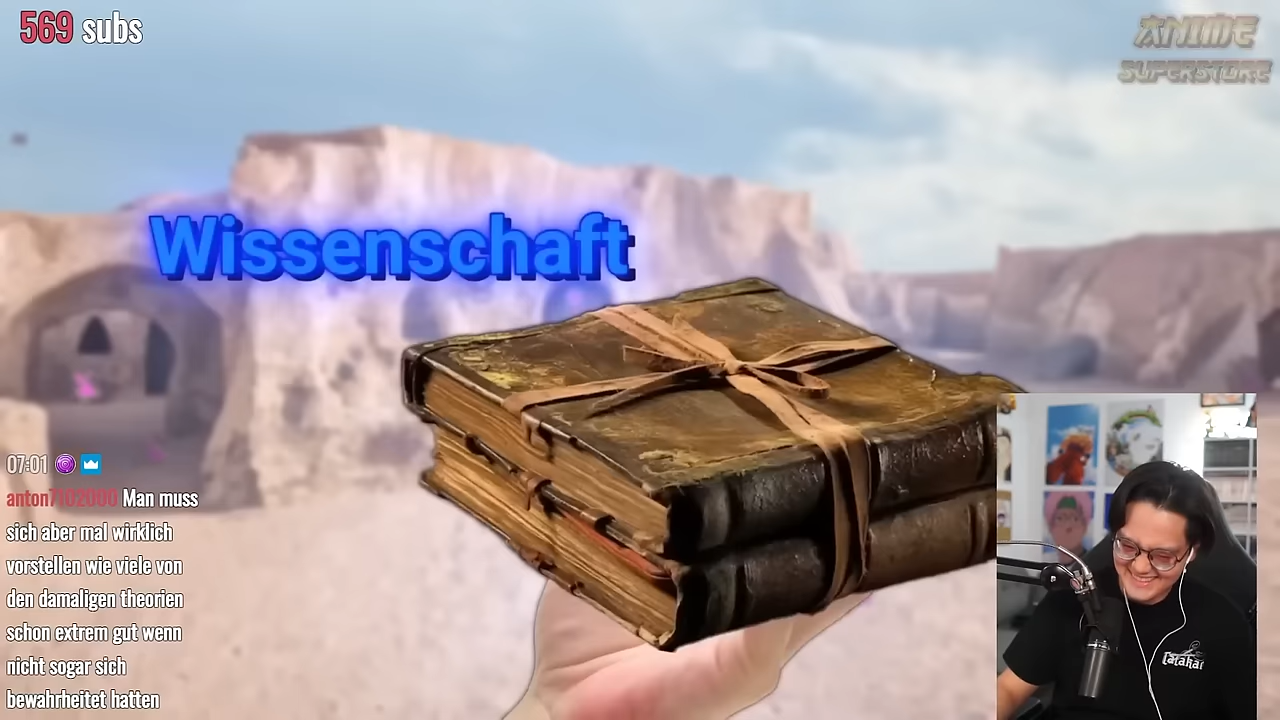 569 subs
ANIME
SUPERSTORE
Wissenschaft
07:01
anton7102000 Man muss
sich aber mal wirklich
vorstellen wie viele von
den damaligen theorien
schon extrem gut wenn
nicht sogar sich
bewahrheitet hatten